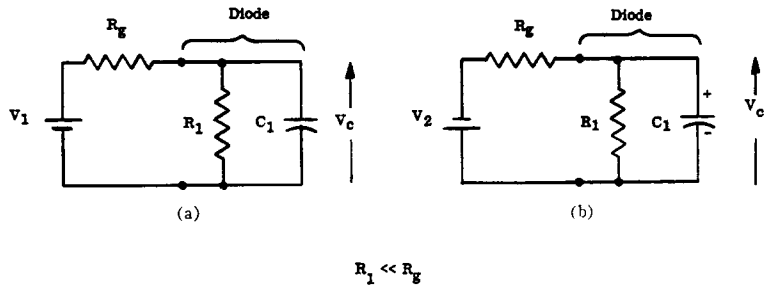 Diode
R_g
V_1
R_1
C_1
V_c
(a)
Diode
R_g
V_2
R_1
C_1
+
-
V_c
(b)
R_1 << R_g